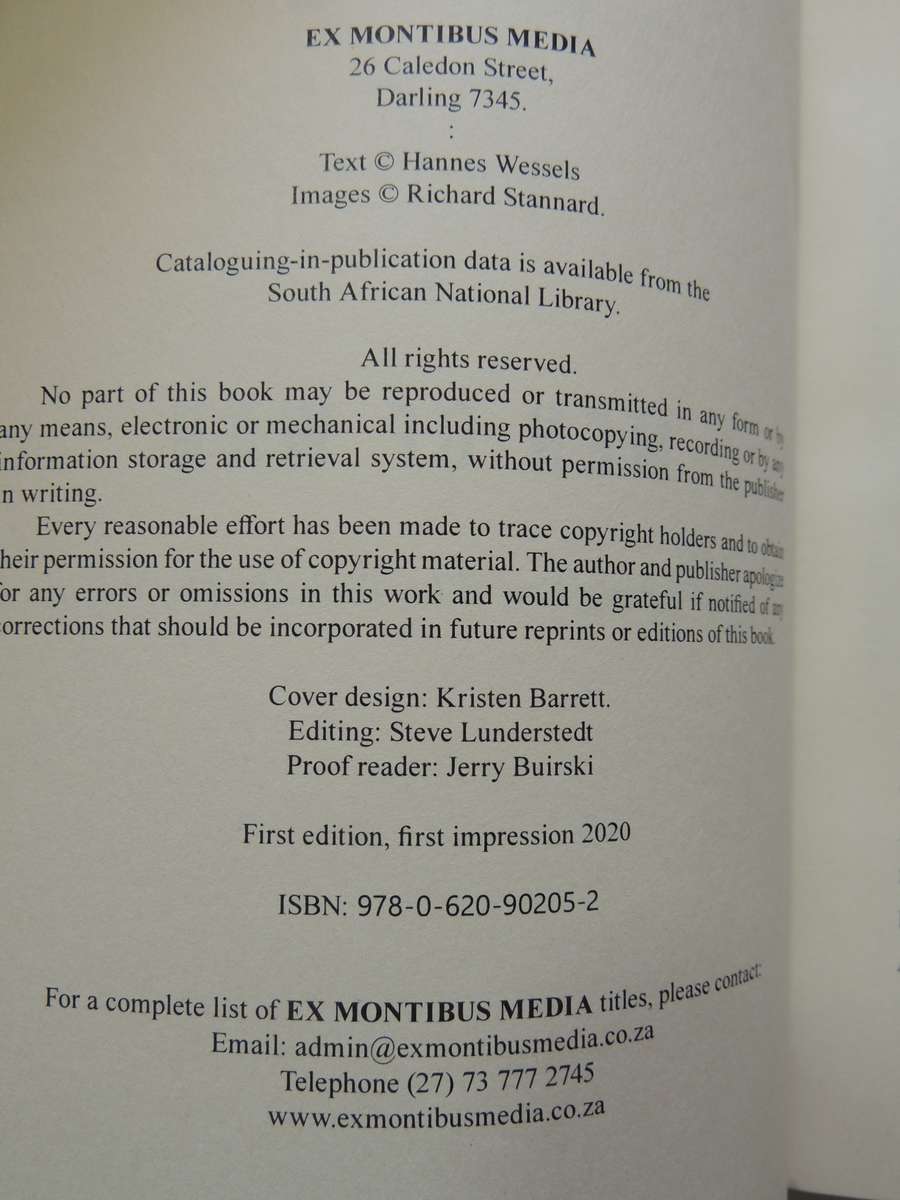 EX MONTIBUS MEDIA
26 Caledon Street,
Darling 7345.
:
Text © Hannes Wessels
Images © Richard Stannard.
Cataloguing-in-publication data is available from the
South African National Library.
All rights reserved.
No part of this book may be reproduced or transmitted in any form or by
any means, electronic or mechanical including photocopying, recording or by any
information storage and retrieval system, without permission from the publisher
n writing.
Every reasonable effort has been made to trace copyright holders and to obtain
heir permission for the use of copyright material. The author and publisher apologize
or any errors or omissions in this work and would be grateful if notified of any
orrections that should be incorporated in future reprints or editions of this book
Cover design: Kristen Barrett.
Editing: Steve Lunderstedt
Proof reader: Jerry Buirski
First edition, first impression 2020
ISBN: 978-0-620-90205-2
For a complete list of EX MONTIBUS MEDIA titles, please contact:
Email: admin@exmontibusmedia.co.za
Telephone (27) 73 777 2745
www.exmontibusmedia.co.za